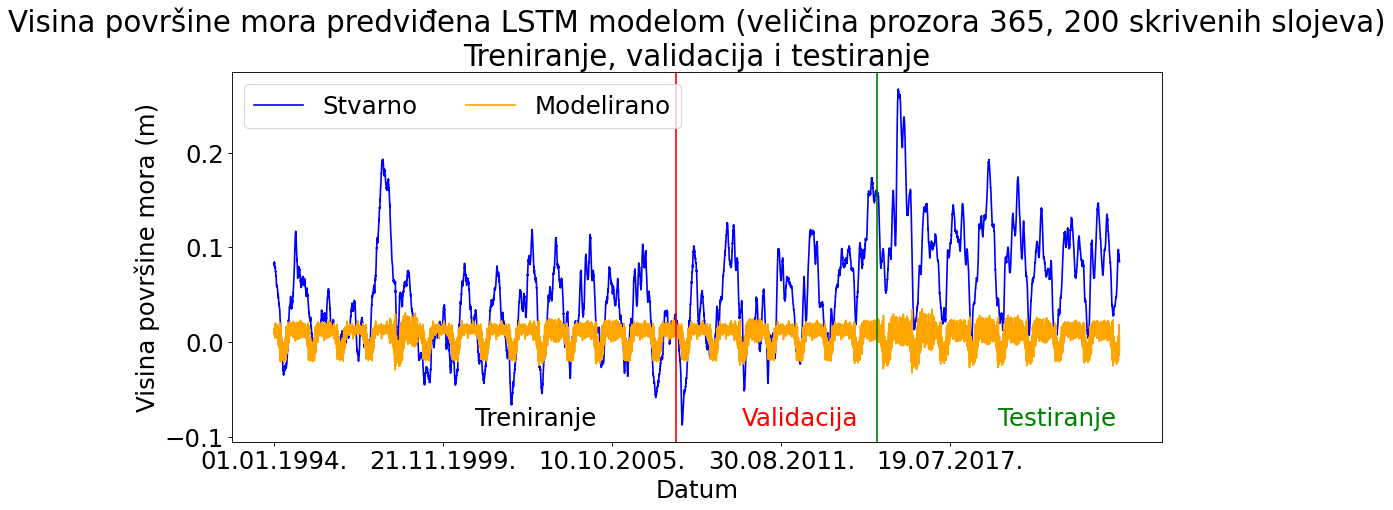 Visina površine mora predviđena LSTM modelom (veličina prozora 365, 200 skrivenih slojeva)
Treniranje, validacija i testiranje
Stvarno
Modelirano
Visina površine mora (m)
0.2
0.1
0.0
−0.1
Treniranje
Validacija
Testiranje
01.01.1994.
21.11.1999.
10.10.2005.
30.08.2011.
19.07.2017.
Datum